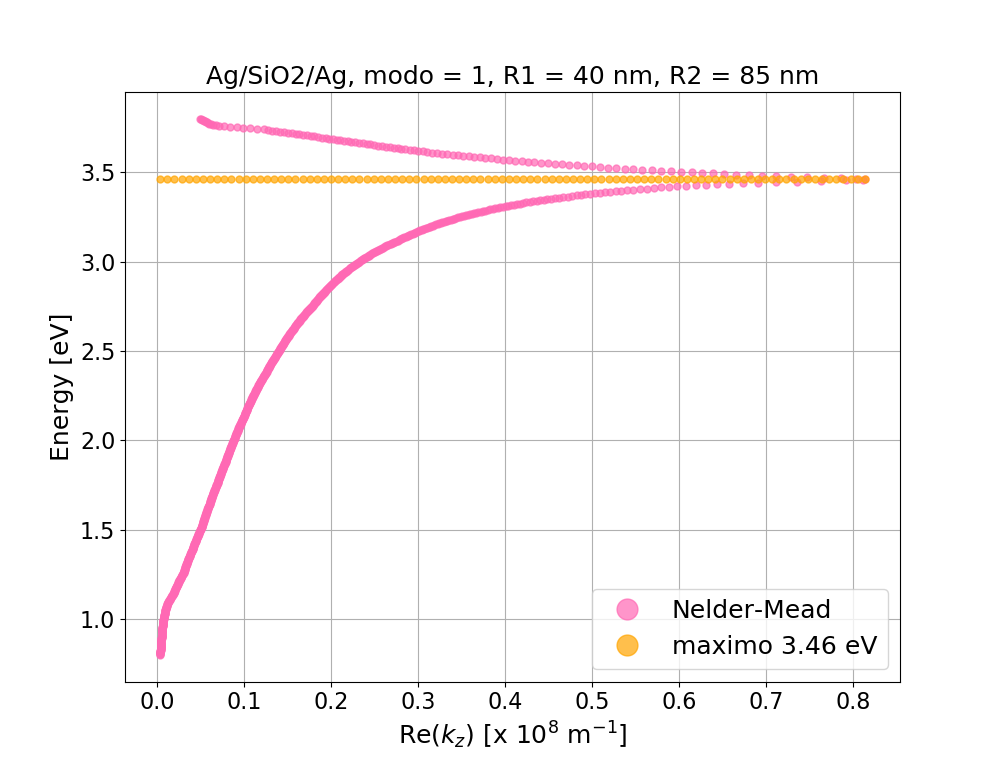 Ag/SiO2/Ag, modo = 1, R1 = 40 nm, R2 = 85 nm
Energy [eV]
3.5
3.0
2.5
2.0
1.5
1.0
Nelder-Mead
maximo 3.46 eV
0.0 0.1 0.2 0.3 0.4 0.5 0.6 0.7 0.8
Re($k_z$) [x 10$^8$ m$^{-1}$]